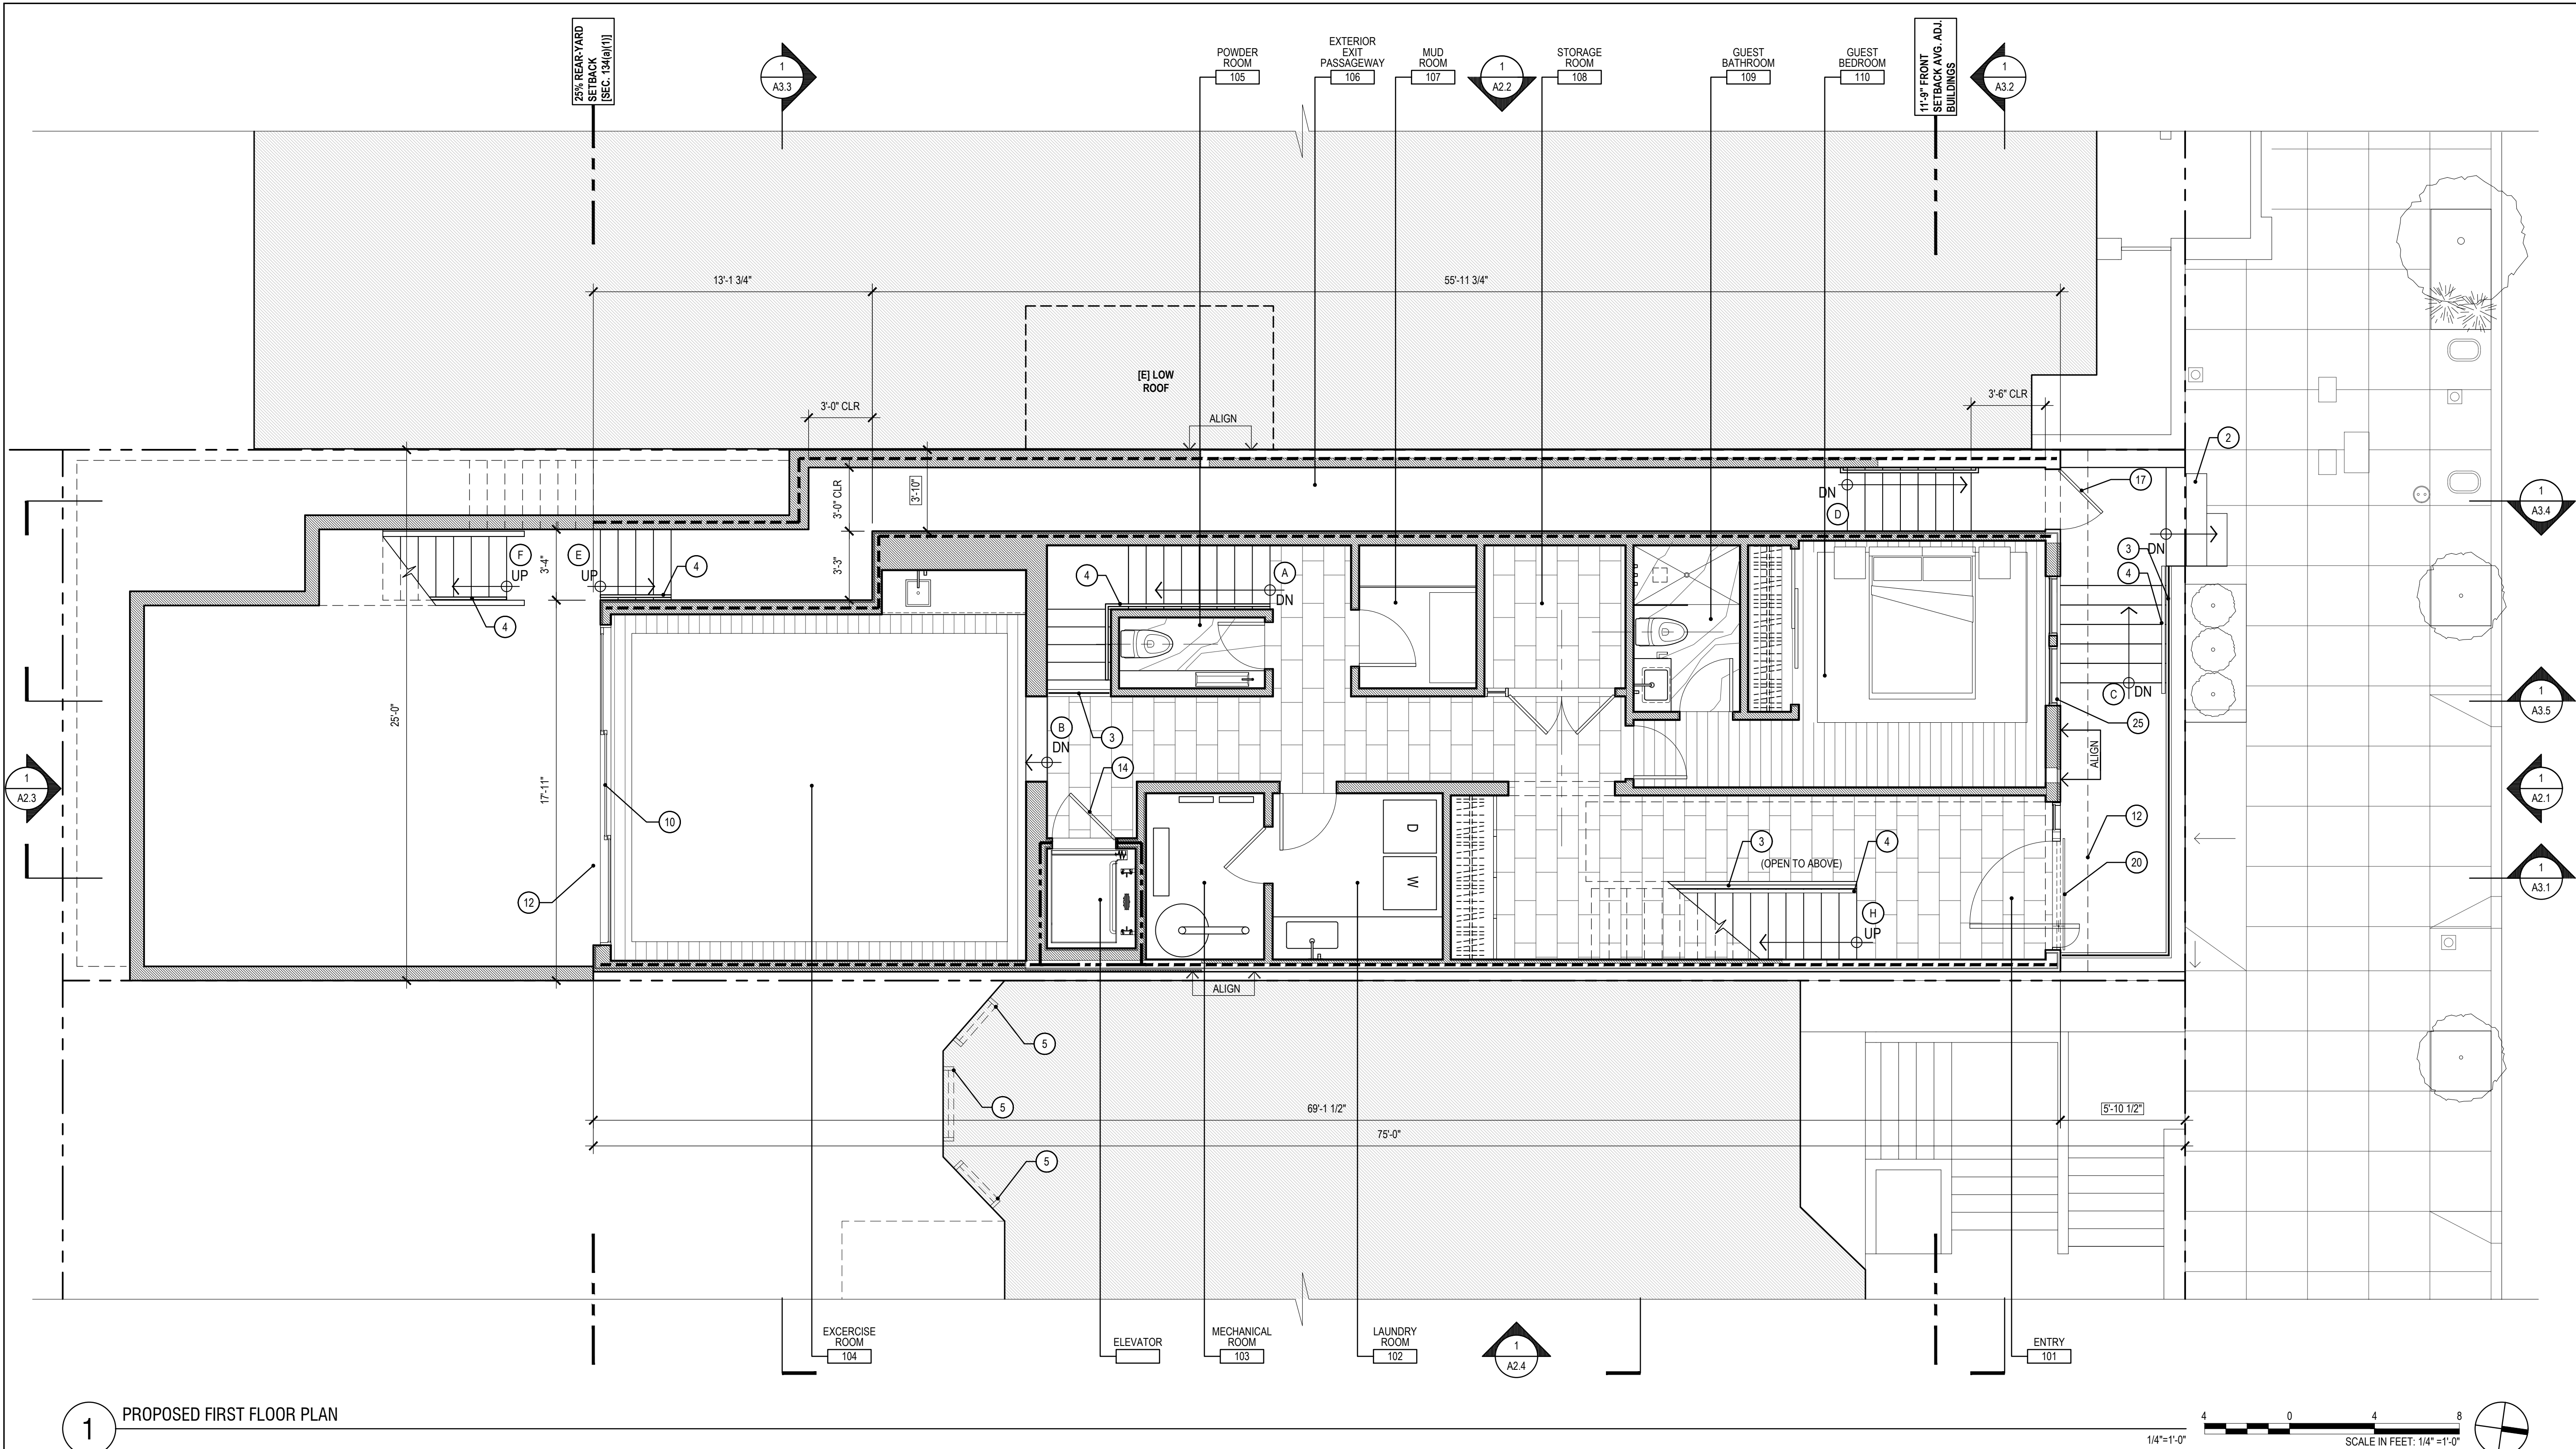 25% REAR-YARD
SETBACK
[SEC. 134(a)(1)]
1
A3.3
POWDER
ROOM
105
EXTERIOR
EXIT
PASSAGEWAY
106
MUD
ROOM
107
1
A2.2
STORAGE
ROOM
108
GUEST
BATHROOM
109
GUEST
BEDROOM
110
11'-9" FRONT
SETBACK AVG. ADJ.
BUILDINGS
1
A3.2
13'-1 3/4"
55'-11 3/4"
[E] LOW
ROOF
3'-0" CLR
ALIGN
3'-6" CLR
2
3'-0" CLR
3'-10"
DN
D
17
1
A3.4
F
UP
E
UP
3'-4"
4
3'-3"
4
A
DN
3
DN
4
4
25'-0"
B
DN
3
14
C
DN
25
1
A3.5
ALIGN
1
A2.3
17'-11"
10
D
W
1
A2.1
12
3
4
(OPEN TO ABOVE)
20
1
A3.1
12
H
UP
ALIGN
5
5
5
69'-1 1/2"
5'-10 1/2"
75'-0"
EXCERCISE
ROOM
104
ELEVATOR
MECHANICAL
ROOM
103
LAUNDRY
ROOM
102
1
A2.4
ENTRY
101
1
PROPOSED FIRST FLOOR PLAN
1/4"=1'-0"
4 0 4 8
SCALE IN FEET: 1/4" =1'-0"